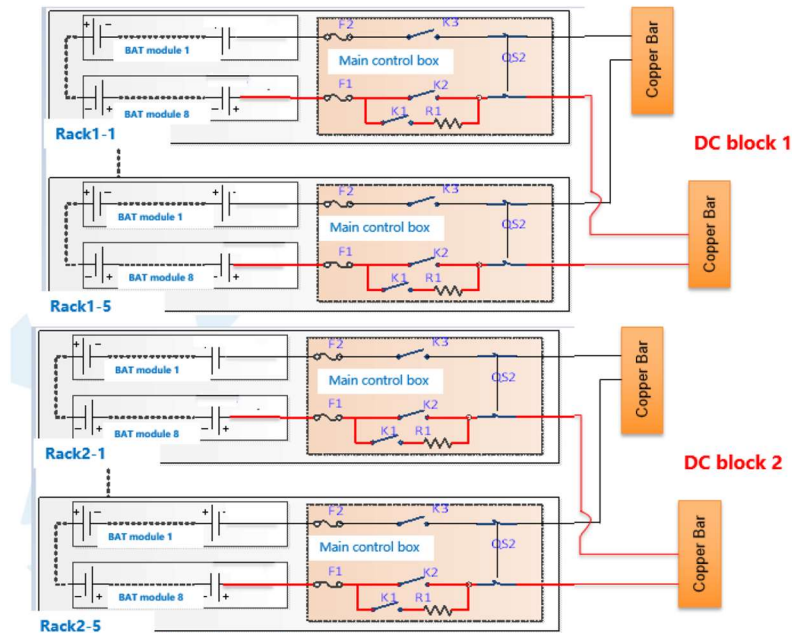 F2
K3
BAT module 1
Main control box
QS2
Copper Bar
F1
K2
BAT module 8
K1
R1
Rack1-1
DC block 1
F2
K3
BAT module 1
Main control box
QS2
Copper Bar
F1
K2
BAT module 8
K1
R1
Rack1-5
F2
K3
BAT module 1
Main control box
QS2
Copper Bar
F1
K2
BAT module 8
K1
R1
Rack2-1
DC block 2
F2
K3
BAT module 1
Main control box
QS2
Copper Bar
F1
K2
BAT module 8
K1
R1
Rack2-5